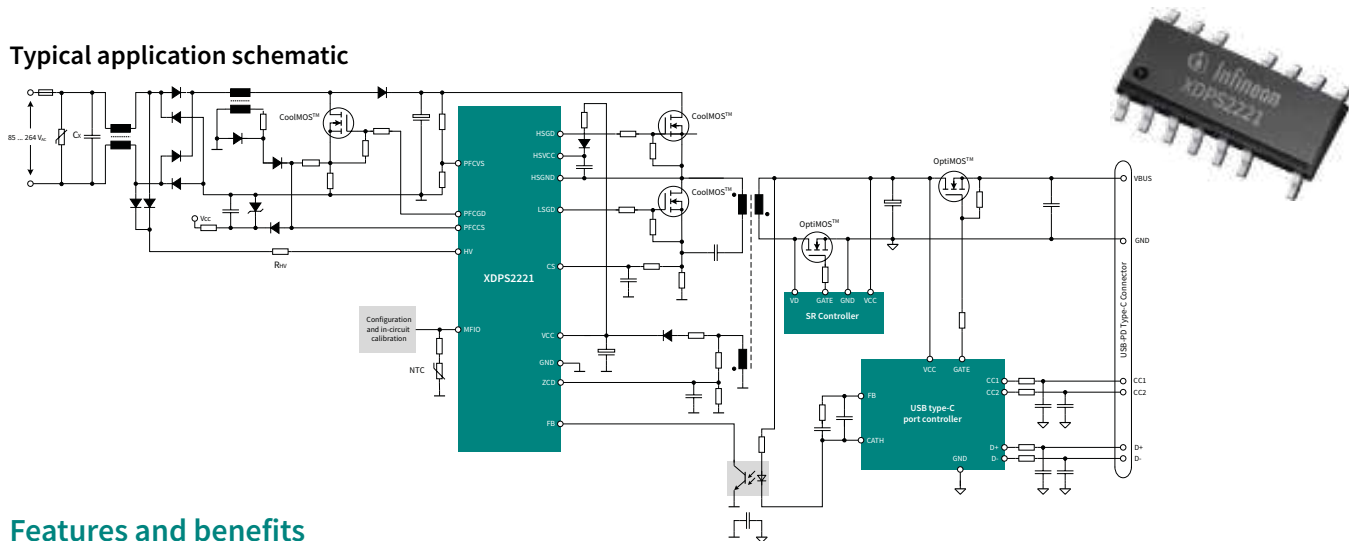 Typical application schematic
Infineon
XDPS2221
85 ... 264 VAC
CX
CoolMOS™
Vcc
RHV
Configuration
and in-circuit
calibration
NTC
PFCVS
PFCGD
PFCCS
HV
MFIO
XDPS2221
HSGD
HSVCC
HSGND
LSGD
CS
VCC
GND
ZCD
FB
CoolMOS™
CoolMOS™
OptiMOS™
OptiMOS™
VD GATE GND VCC
SR Controller
VCC GATE
FB
CATH
USB type-C
port controller
GND
CC1
CC2
D+
D-
VBUS
GND
USB-PD Type-C Connector
CC1
CC2
D+
D-
Features and benefits